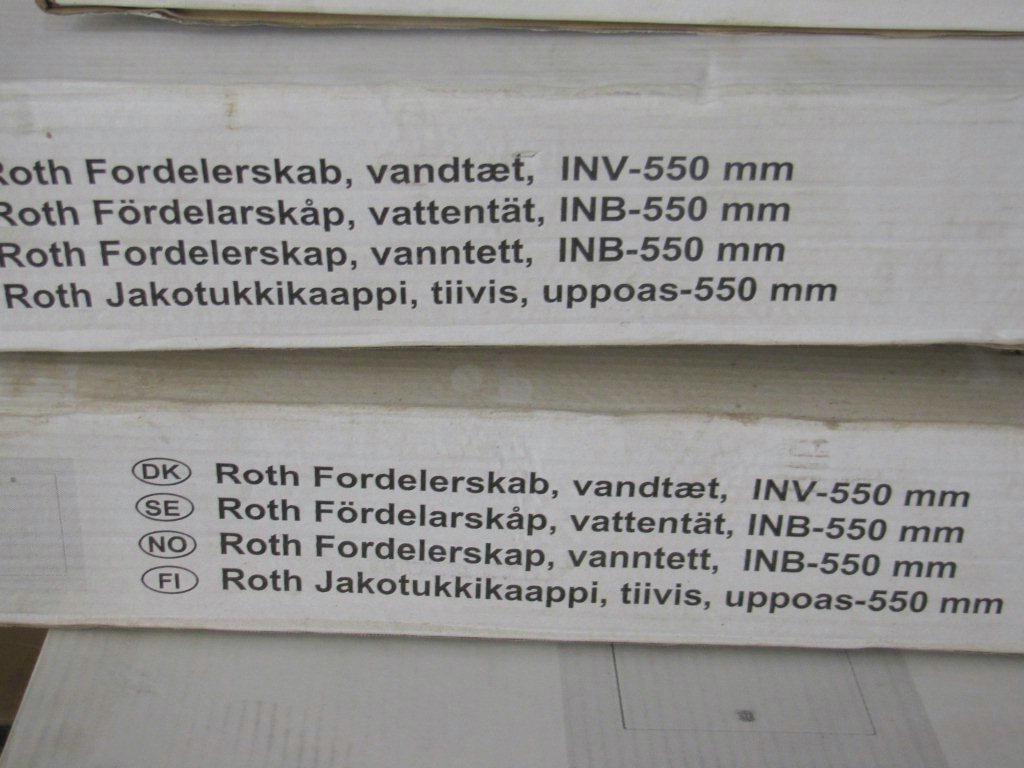 Roth Fordelerskab, vandtæt, INV-550 mm
Roth Fördelarskåp, vattentät, INB-550 mm
Roth Fordelerskap, vanntett, INB-550 mm
Roth Jakotukkikaappi, tiivis, uppoas-550 mm
DK Roth Fordelerskab, vandtæt, INV-550 mm
SE Roth Fördelarskåp, vattentät, INB-550 mm
NO Roth Fordelerskap, vanntett, INB-550 mm
FI Roth Jakotukkikaappi, tiivis, uppoas-550 mm